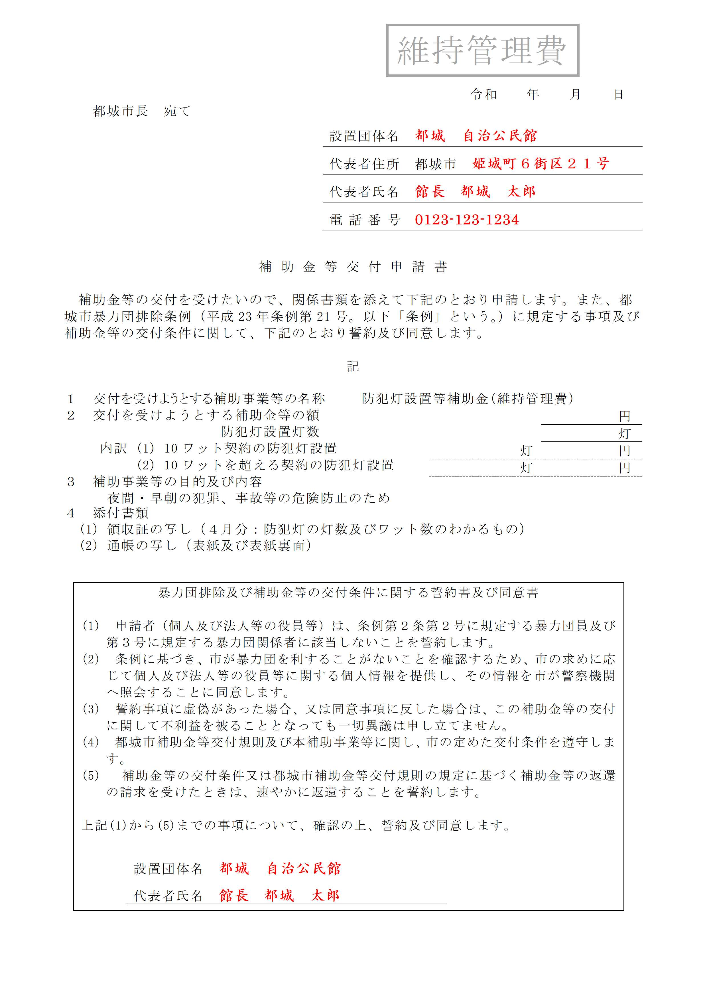 維持管理費
令和　　年　　月　　日
都城市長　宛て
設置団体名　都城　自治公民館
代表者住所　都城市　姫城町６街区２１号
代表者氏名　館長　都城　太郎
電 話 番 号　0123-123-1234
補 助 金 等 交 付 申 請 書
補助金等の交付を受けたいので、関係書類を添えて下記のとおり申請します。また、都
城市暴力団排除条例（平成 23 年条例第 21 号。以下「条例」という。）に規定する事項及び
補助金等の交付条件に関して、下記のとおり誓約及び同意します。
記
１　交付を受けようとする補助事業等の名称　　防犯灯設置等補助金(維持管理費)
２　交付を受けようとする補助金等の額　　円
防犯灯設置灯数　　灯
内訳 (1) 10 ワット契約の防犯灯設置　　灯　　円
(2) 10 ワットを超える契約の防犯灯設置　　灯　　円
３　補助事業等の目的及び内容
夜間・早朝の犯罪、事故等の危険防止のため
４　添付書類
(1) 領収証の写し（４月分：防犯灯の灯数及びワット数のわかるもの）
(2) 通帳の写し（表紙及び表紙裏面）
暴力団排除及び補助金等の交付条件に関する誓約書及び同意書
(1)　申請者（個人及び法人等の役員等）は、条例第２条第２号に規定する暴力団員及び
第３号に規定する暴力団関係者に該当しないことを誓約します。
(2)　条例に基づき、市が暴力団を利することがないことを確認するため、市の求めに応
じて個人及び法人等の役員等に関する個人情報を提供し、その情報を市が警察機関
へ照会することに同意します。
(3)　誓約事項に虚偽があった場合、又は同意事項に反した場合は、この補助金等の交付
に関して不利益を被ることとなっても一切異議は申し立てません。
(4)　都城市補助金等交付規則及び本補助事業等に関し、市の定めた交付条件を遵守しま
す。
(5)　補助金等の交付条件又は都城市補助金等交付規則の規定に基づく補助金等の返還
の請求を受けたときは、速やかに返還することを誓約します。
上記(1)から(5)までの事項について、確認の上、誓約及び同意します。
設置団体名　都城　自治公民館
代表者氏名　館長　都城　太郎